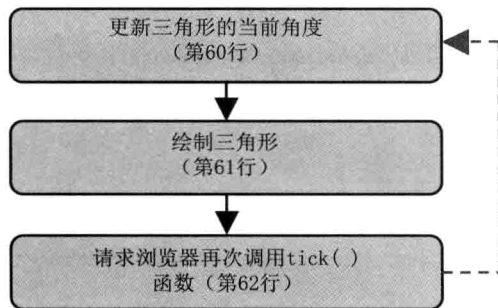 更新三角形的当前角度
（第60行）
绘制三角形
（第61行）
请求浏览器再次调用tick( )
函数（第62行）